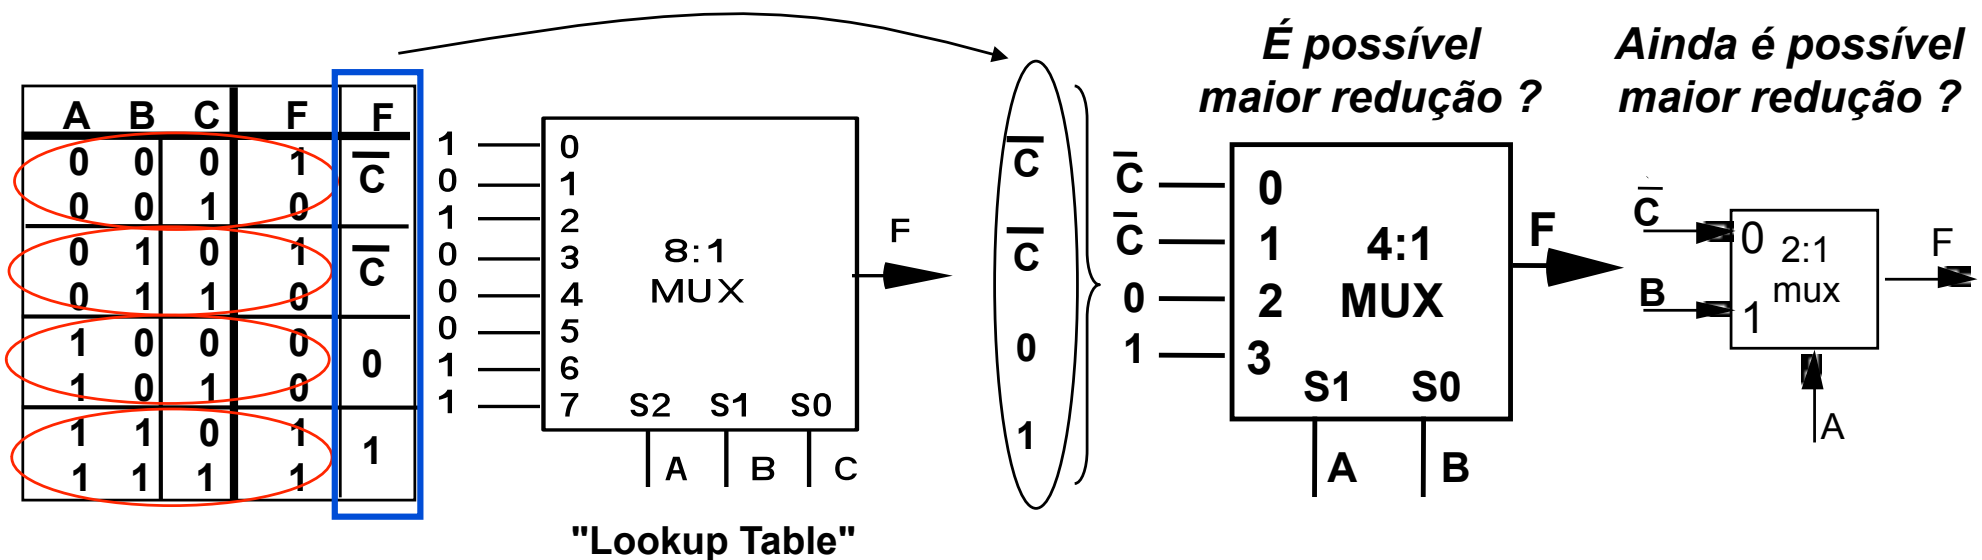 É possível
maior redução ?
Ainda é possível
maior redução ?
A B C F F
0 0 0 1 C̅
0 0 1 0
0 1 0 1 C̅
0 1 1 0
1 0 0 0 0
1 0 1 0
1 1 0 1 1
1 1 1 1
1 0
0 1
1 2
0 3
0 4
0 5
1 6
1 7
8:1
MUX
S2 S1 S0
A B C
F
"Lookup Table"
C̅
C̅
0
1
C̅ 0
C̅ 1
0 2
1 3
4:1
MUX
S1 S0
A B
F
C̅ 0
B 1
2:1
mux
A
F